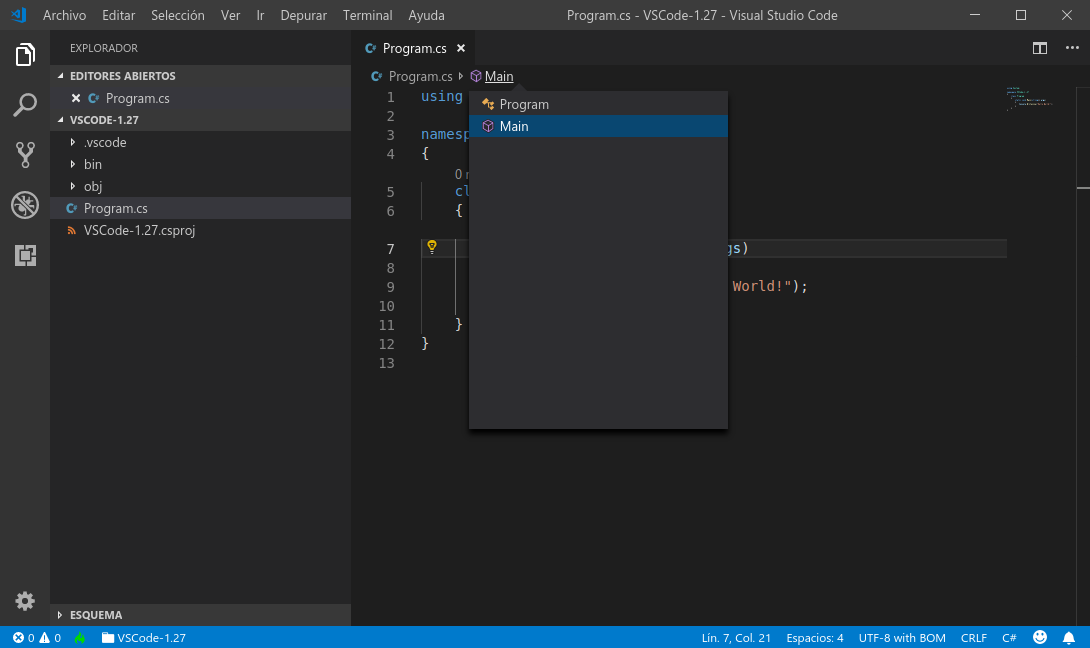 Archivo Editar Selección Ver Ir Depurar Terminal Ayuda Program.cs - VSCode-1.27 - Visual Studio Code
EXPLORADOR
EDITORES ABIERTOS
Program.cs
VSCODE-1.27
.vscode
bin
obj
Program.cs
VSCode-1.27.csproj
ESQUEMA
Program.cs
Program.cs Main
Program
Main
1 using
2
3 namesp
4 {
0 r
5 cl
6 {
7 gs)
8
9 World!");
10
11 }
12 }
13
0 0 VSCode-1.27 Lín. 7, Col. 21 Espacios: 4 UTF-8 with BOM CRLF C#